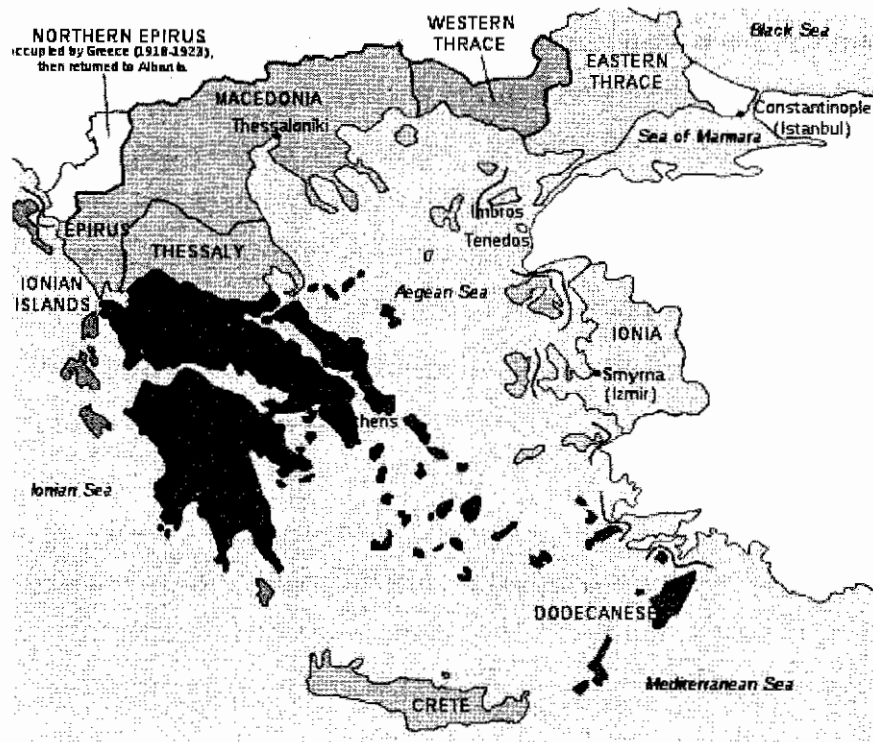 NORTHERN EPIRUS
occupied by Greece (1918-1923),
then returned to Albania.
WESTERN
THRACE
Black Sea
EASTERN
THRACE
MACEDONIA
Thessaloniki
Constantinople
(Istanbul)
Sea of Marmara
Imbros
Tenedos
EPIRUS
THESSALY
IONIAN
ISLANDS
Aegean Sea
IONIA
Smyrna
(Izmir)
hens
Ionian Sea
DODECANESE
Mediterranean Sea
CRETE